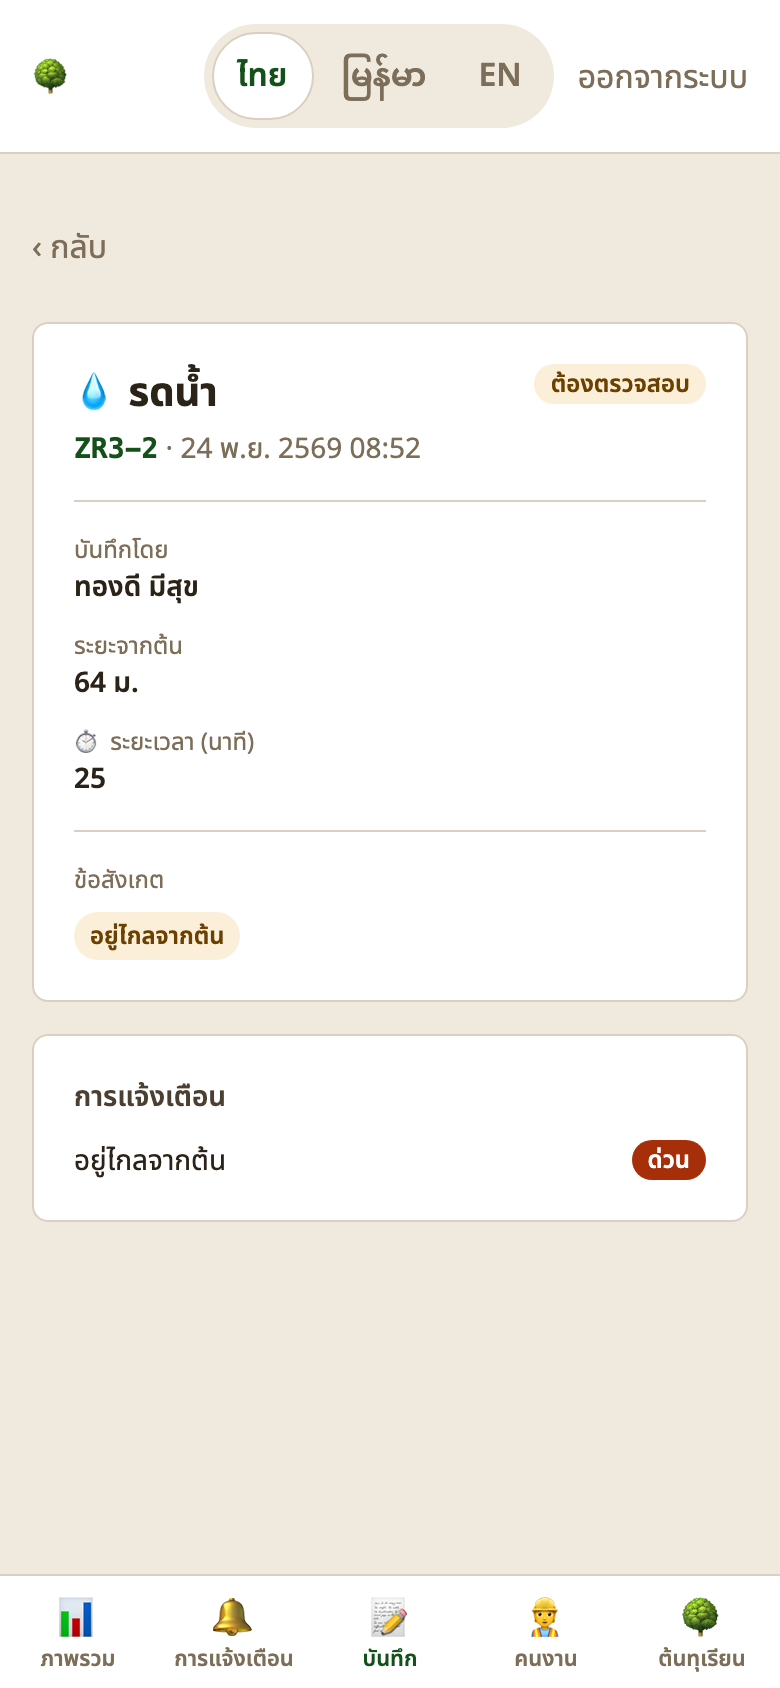 ไทย မြန်မာ EN ออกจากระบบ
‹ กลับ
💧 รดน้ำ ต้องตรวจสอบ
ZR3–2 · 24 พ.ย. 2569 08:52
บันทึกโดย
ทองดี มีสุข
ระยะจากต้น
64 ม.
⏱ ระยะเวลา (นาที)
25
ข้อสังเกต
อยู่ไกลจากต้น
การแจ้งเตือน
อยู่ไกลจากต้น ด่วน
ภาพรวม การแจ้งเตือน บันทึก คนงาน ต้นทุเรียน